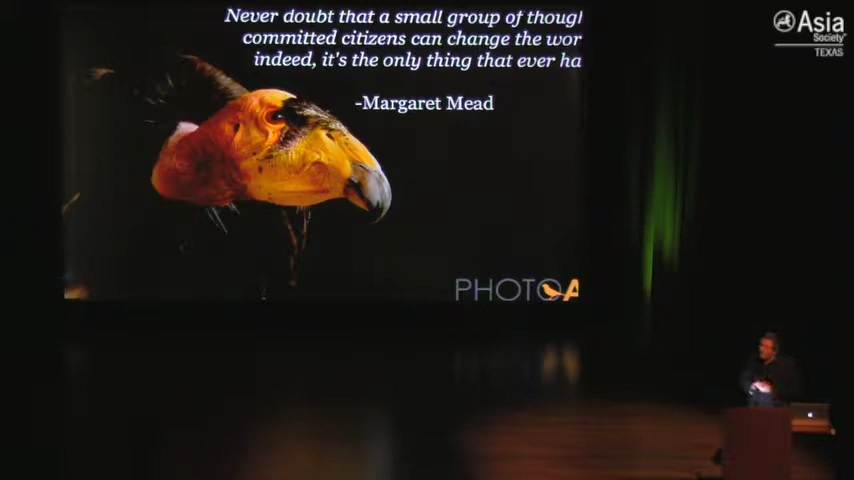 Never doubt that a small group of though
committed citizens can change the wor
indeed, it's the only thing that ever ha
-Margaret Mead
PHOTO A
Asia
Society
TEXAS